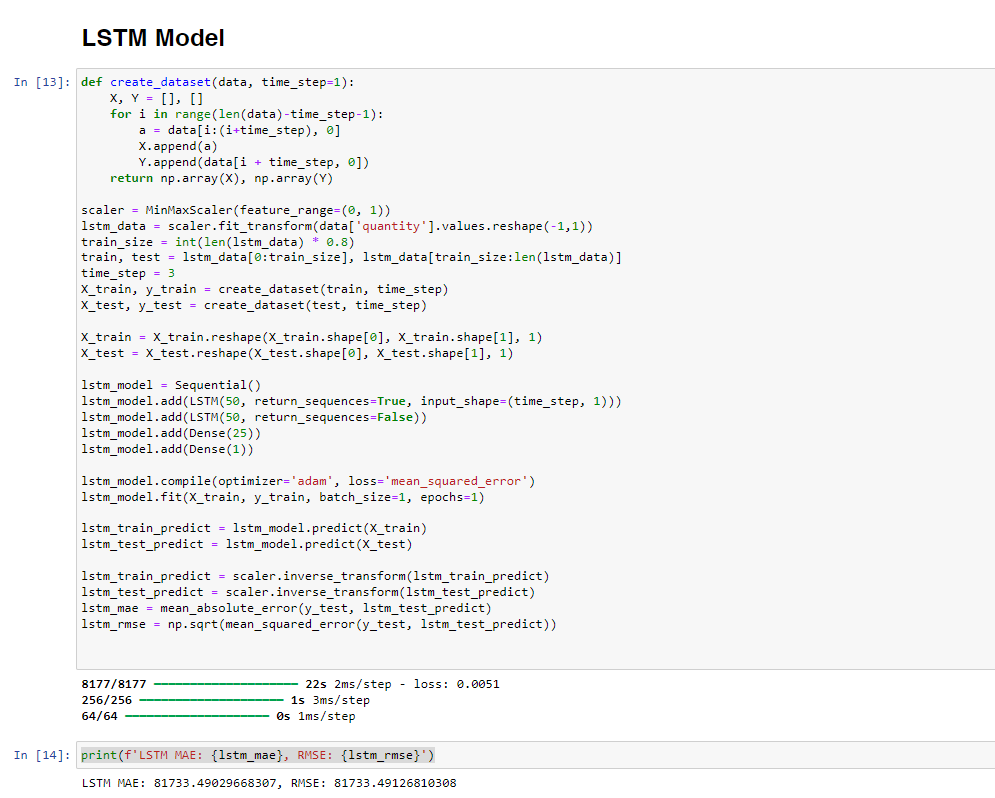 LSTM Model
In [13]: def create_dataset(data, time_step=1):
    X, Y = [], []
    for i in range(len(data)-time_step-1):
        a = data[i:(i+time_step), 0]
        X.append(a)
        Y.append(data[i + time_step, 0])
    return np.array(X), np.array(Y)

scaler = MinMaxScaler(feature_range=(0, 1))
lstm_data = scaler.fit_transform(data['quantity'].values.reshape(-1,1))
train_size = int(len(lstm_data) * 0.8)
train, test = lstm_data[0:train_size], lstm_data[train_size:len(lstm_data)]
time_step = 3
X_train, y_train = create_dataset(train, time_step)
X_test, y_test = create_dataset(test, time_step)

X_train = X_train.reshape(X_train.shape[0], X_train.shape[1], 1)
X_test = X_test.reshape(X_test.shape[0], X_test.shape[1], 1)

lstm_model = Sequential()
lstm_model.add(LSTM(50, return_sequences=True, input_shape=(time_step, 1)))
lstm_model.add(LSTM(50, return_sequences=False))
lstm_model.add(Dense(25))
lstm_model.add(Dense(1))

lstm_model.compile(optimizer='adam', loss='mean_squared_error')
lstm_model.fit(X_train, y_train, batch_size=1, epochs=1)

lstm_train_predict = lstm_model.predict(X_train)
lstm_test_predict = lstm_model.predict(X_test)

lstm_train_predict = scaler.inverse_transform(lstm_train_predict)
lstm_test_predict = scaler.inverse_transform(lstm_test_predict)
lstm_mae = mean_absolute_error(y_test, lstm_test_predict)
lstm_rmse = np.sqrt(mean_squared_error(y_test, lstm_test_predict))

8177/8177 ━━━━━━━━━━━━━━━━━━━━ 22s 2ms/step - loss: 0.0051
256/256 ━━━━━━━━━━━━━━━━━━━━ 1s 3ms/step
64/64 ━━━━━━━━━━━━━━━━━━━━ 0s 1ms/step
In [14]: print(f'LSTM MAE: {lstm_mae}, RMSE: {lstm_rmse}')
LSTM MAE: 81733.49029668307, RMSE: 81733.49126810308